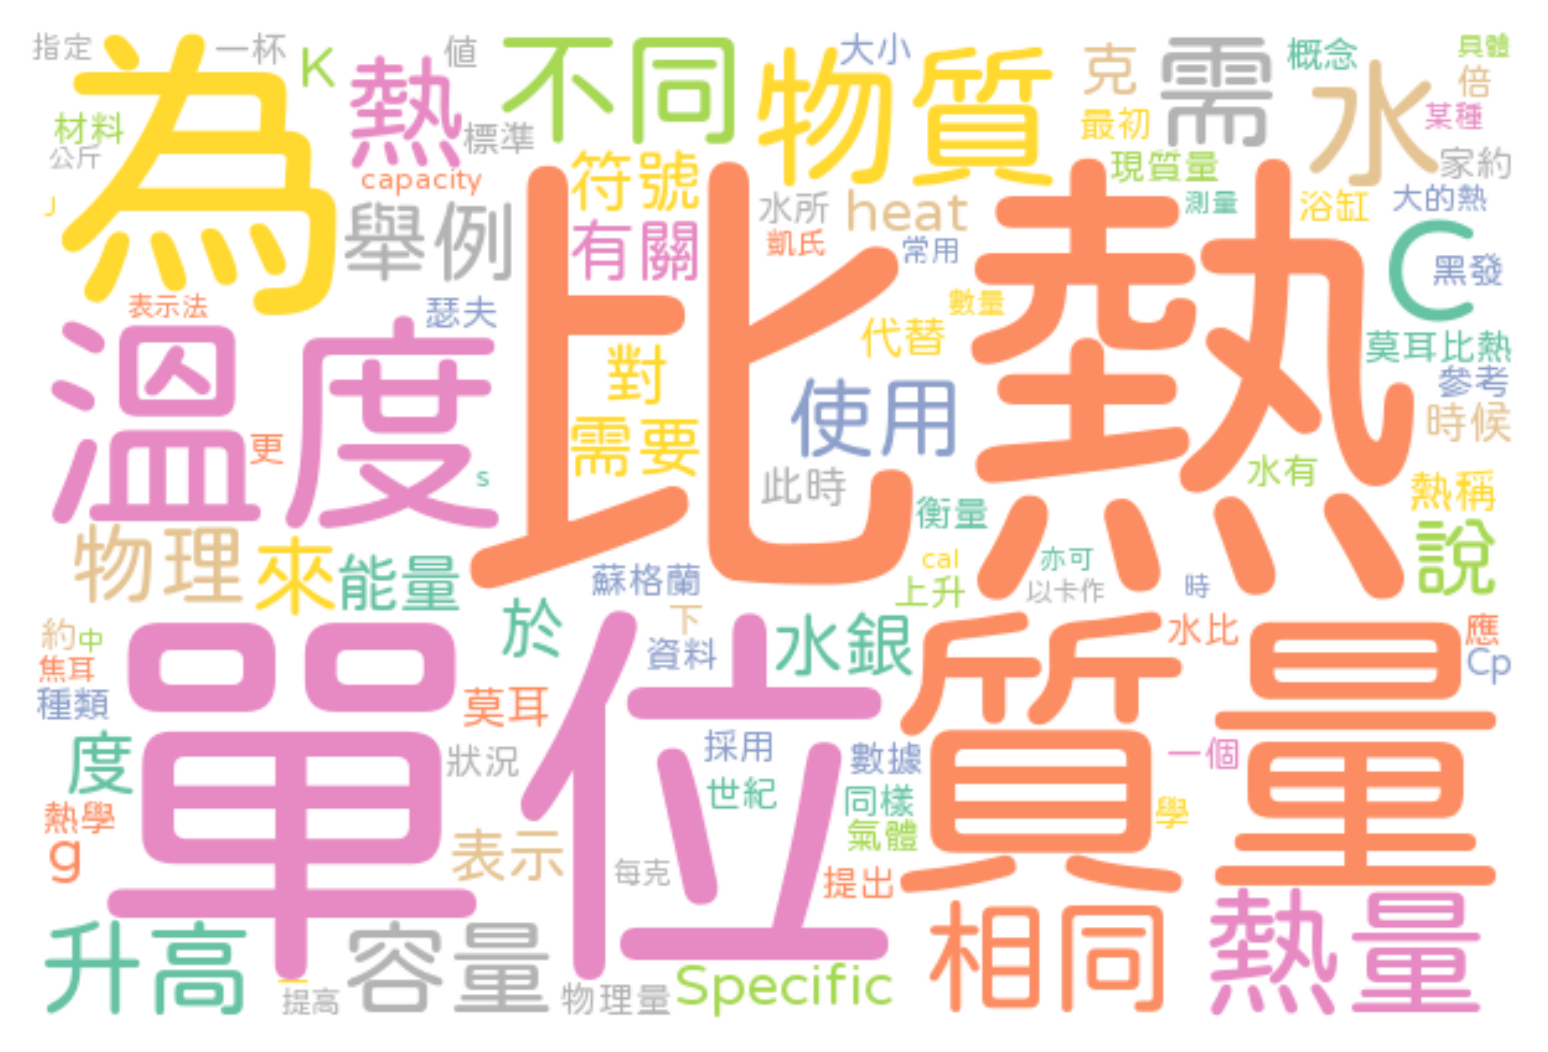 指定
一杯
K
熱
值
不同
物質
大小
克
需
概念
具體
倍
水
某種
為
材料
公斤
標準
最初
家約
capacity
符號
現質量
J
舉例
有關
水所
heat
測量
浴缸
大的熱
凱氏
常用
C
黑發
表示法
瑟夫
比熱
數量
代替
莫耳比熱
溫度
對
使用
參考
時候
更
需要
s
此時
水有
熱稱
衡量
物理
來
能量
cal
亦可
說
蘇格蘭
上升
以卡作
時
於
下
約
中
水銀
水比
應
焦耳
資料
Cp
種類
單位
莫耳
質量
度
狀況
採用
數據
一個
世紀
同樣
熱學
氣體
學
g
表示
每克
提出
升高
容量
相同
熱量
Specific
提高
物理量